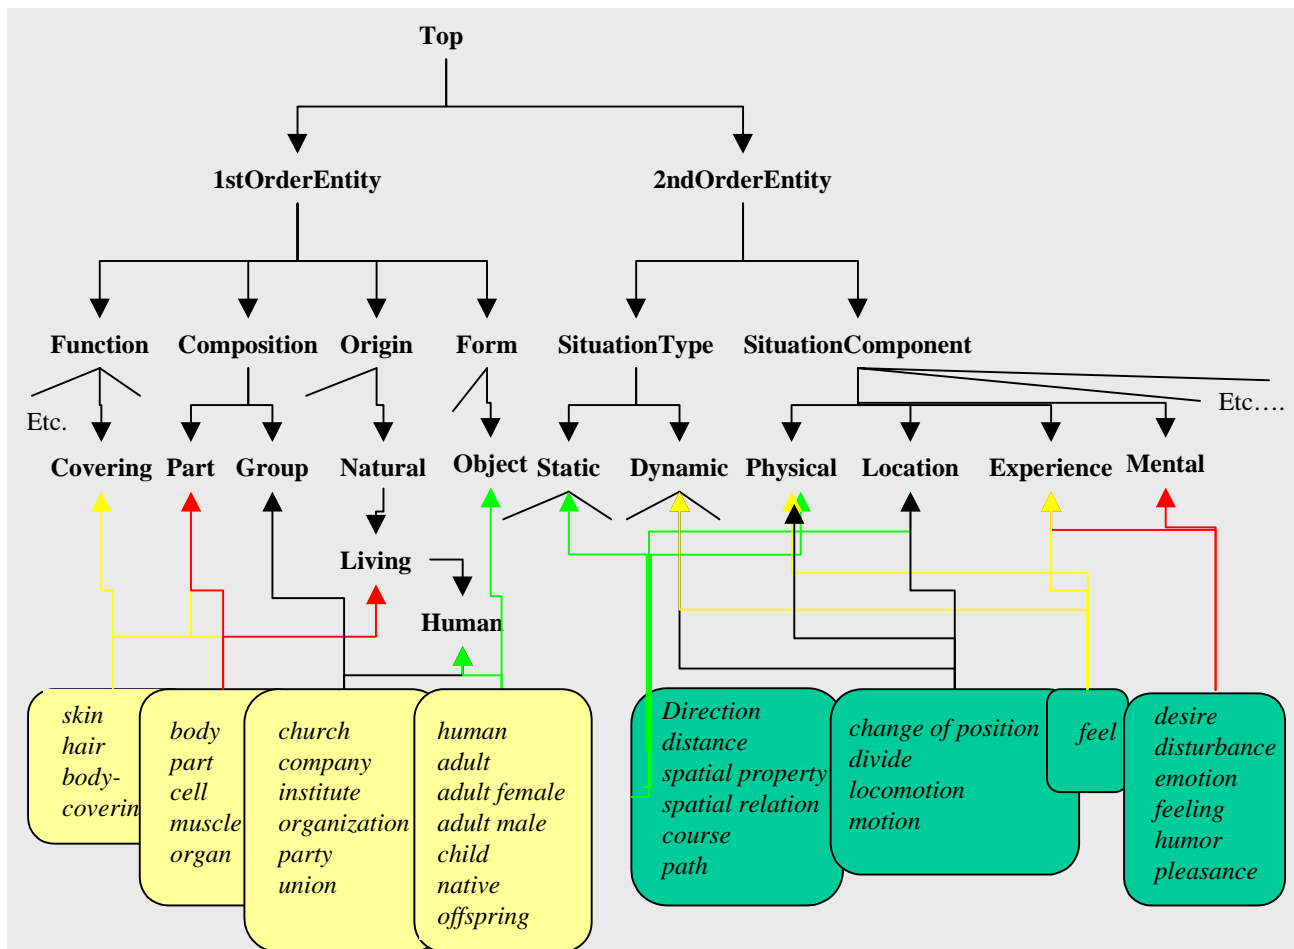 Top
1stOrderEntity
2ndOrderEntity
Function
Composition
Origin
Form
SituationType
SituationComponent
Etc.
Etc….
Covering
Part
Group
Natural
Object
Static
Dynamic
Physical
Location
Experience
Mental
Living
Human
skin
hair
body-
coverin
body
part
cell
muscle
organ
church
company
institute
organization
party
union
human
adult
adult female
adult male
child
native
offspring
Direction
distance
spatial property
spatial relation
course
path
change of position
divide
locomotion
motion
feel
desire
disturbance
emotion
feeling
humor
pleasance